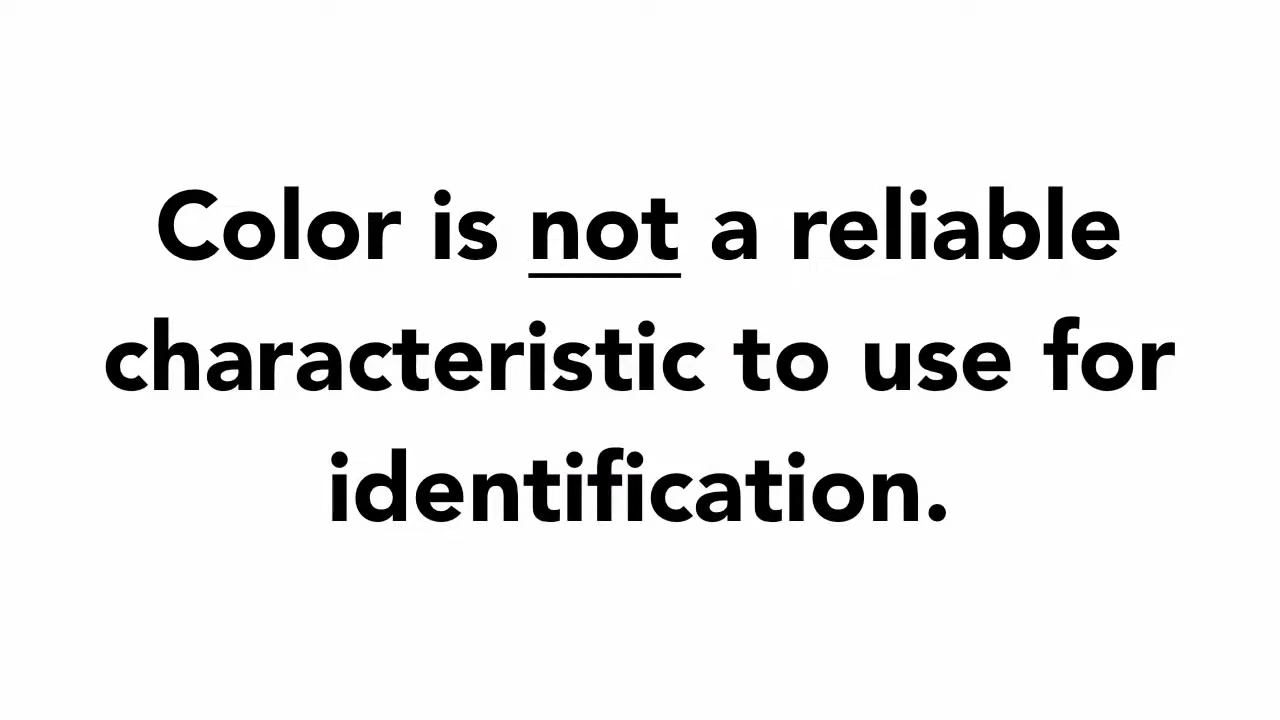 Color is not a reliable
characteristic to use for
identification.